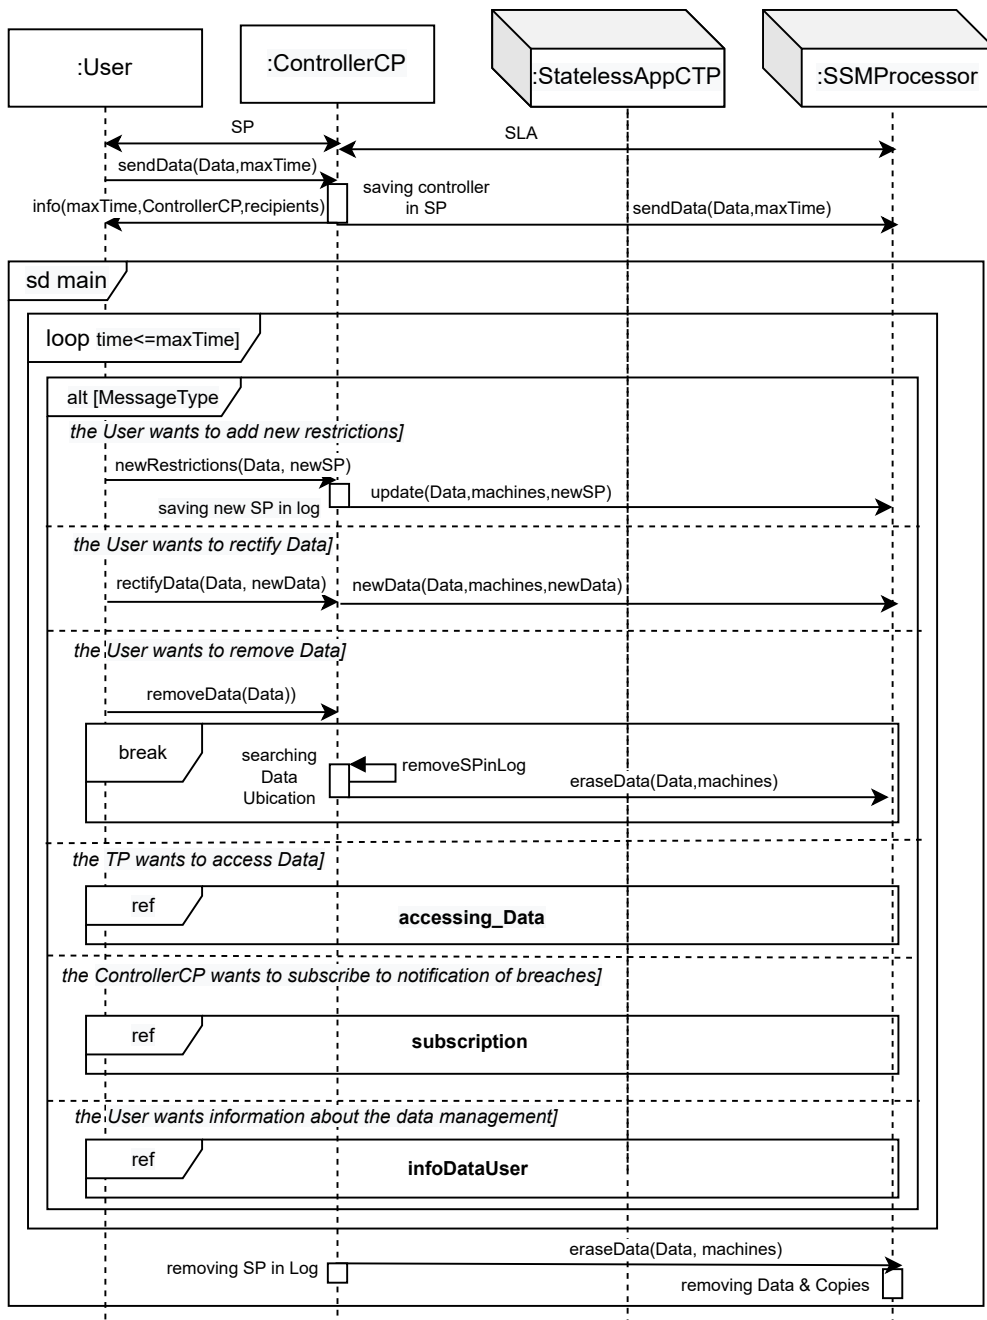 :User
:ControllerCP
:StatelessAppCTP
:SSMProcessor
SP
SLA
sendData(Data,maxTime)
saving controller
in SP
info(maxTime,ControllerCP,recipients)
sendData(Data,maxTime)
sd main
loop time<=maxTime]
alt [MessageType
the User wants to add new restrictions]
newRestrictions(Data, newSP)
update(Data,machines,newSP)
saving new SP in log
the User wants to rectify Data]
rectifyData(Data, newData)
newData(Data,machines,newData)
the User wants to remove Data]
removeData(Data))
break
searching
Data
Ubication
removeSPinLog
eraseData(Data,machines)
the TP wants to access Data]
ref
accessing_Data
the ControllerCP wants to subscribe to notification of breaches]
ref
subscription
the User wants information about the data management]
ref
infoDataUser
eraseData(Data, machines)
removing SP in Log
removing Data & Copies